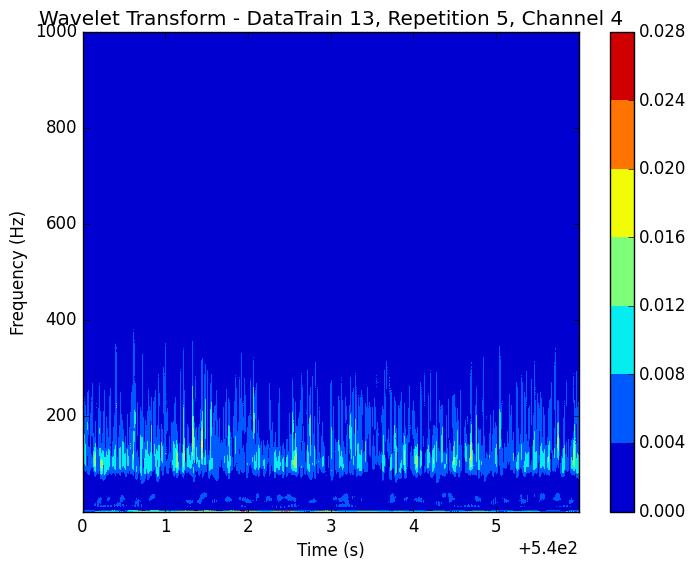 Wavelet Transform - DataTrain 13, Repetition 5, Channel 4
1000
800
600
400
200
Frequency (Hz)
0 1 2 3 4 5
Time (s)
+5.4e2
0.028
0.024
0.020
0.016
0.012
0.008
0.004
0.000